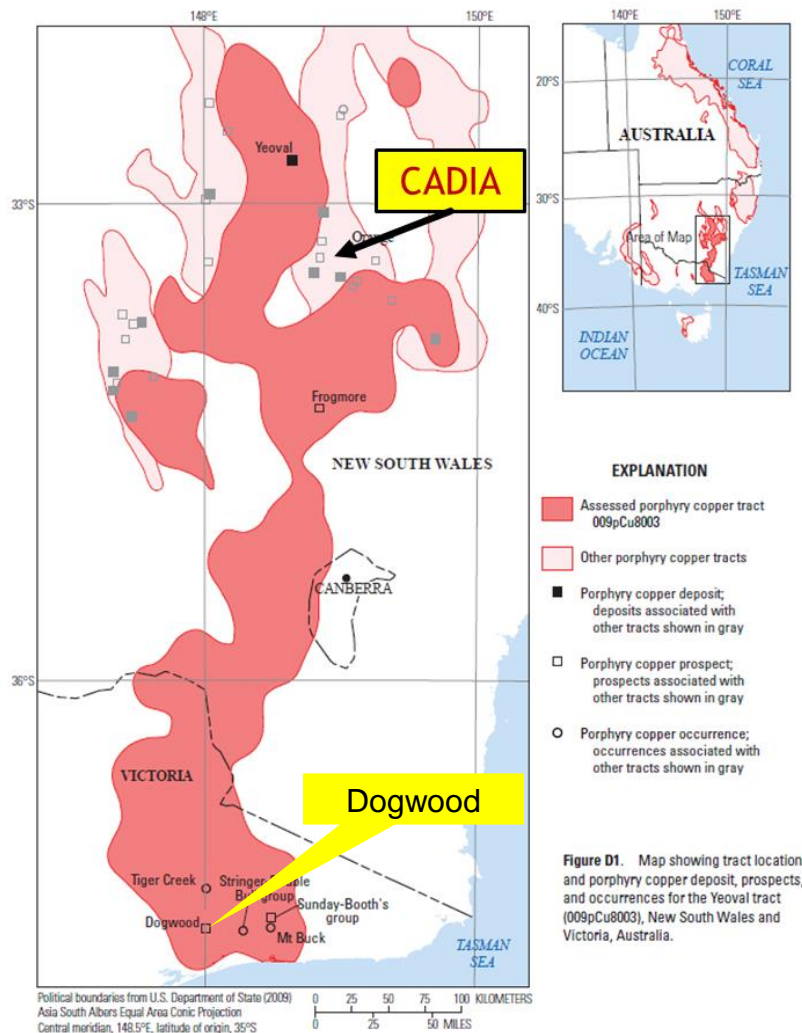 148°E
150°E
Yeoval
CADIA
33°S
Frogmore
NEW SOUTH WALES
CANBERRA
36°S
VICTORIA
Dogwood
Tiger Creek
Stringer
group
Sunday-Booth's
group
Dogwood
Mt Buck
TASMAN
SEA
Political boundaries from U.S. Department of State (2009)
Asia South Albers Equal Area Conic Projection
Central meridian, 148.5°E, latitude of origin, 35°S
0 25 50 75 100 KILOMETERS
0 25 50 MILES
140°E
150°E
20°S
CORAL
SEA
AUSTRALIA
30°S
Area of Map
TASMAN
SEA
40°S
INDIAN
OCEAN
EXPLANATION
Assessed porphyry copper tract
009pCu8003
Other porphyry copper tracts
Porphyry copper deposit;
deposits associated with
other tracts shown in gray
Porphyry copper prospect;
prospects associated with
other tracts shown in gray
Porphyry copper occurrence;
occurrences associated with
other tracts shown in gray
Figure D1. Map showing tract location
and porphyry copper deposit, prospects,
and occurrences for the Yeoval tract
(009pCu8003), New South Wales and
Victoria, Australia.